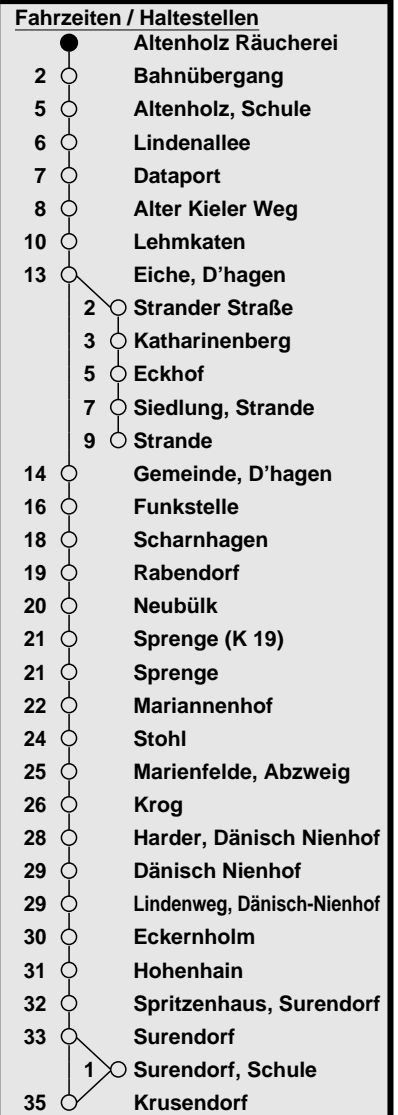 Fahrzeiten / Haltestellen
Altenholz Räucherei
2 Bahnübergang
5 Altenholz, Schule
6 Lindenallee
7 Dataport
8 Alter Kieler Weg
10 Lehmkaten
13 Eiche, D'hagen
2 Strander Straße
3 Katharinenberg
5 Eckhof
7 Siedlung, Strande
9 Strande
14 Gemeinde, D'hagen
16 Funkstelle
18 Scharnhagen
19 Rabendorf
20 Neubülk
21 Sprenge (K 19)
21 Sprenge
22 Mariannenhof
24 Stohl
25 Marienfelde, Abzweig
26 Krog
28 Harder, Dänisch Nienhof
29 Dänisch Nienhof
29 Lindenweg, Dänisch-Nienhof
30 Eckernholm
31 Hohenhain
32 Spritzenhaus, Surendorf
33 Surendorf
1 Surendorf, Schule
35 Krusendorf